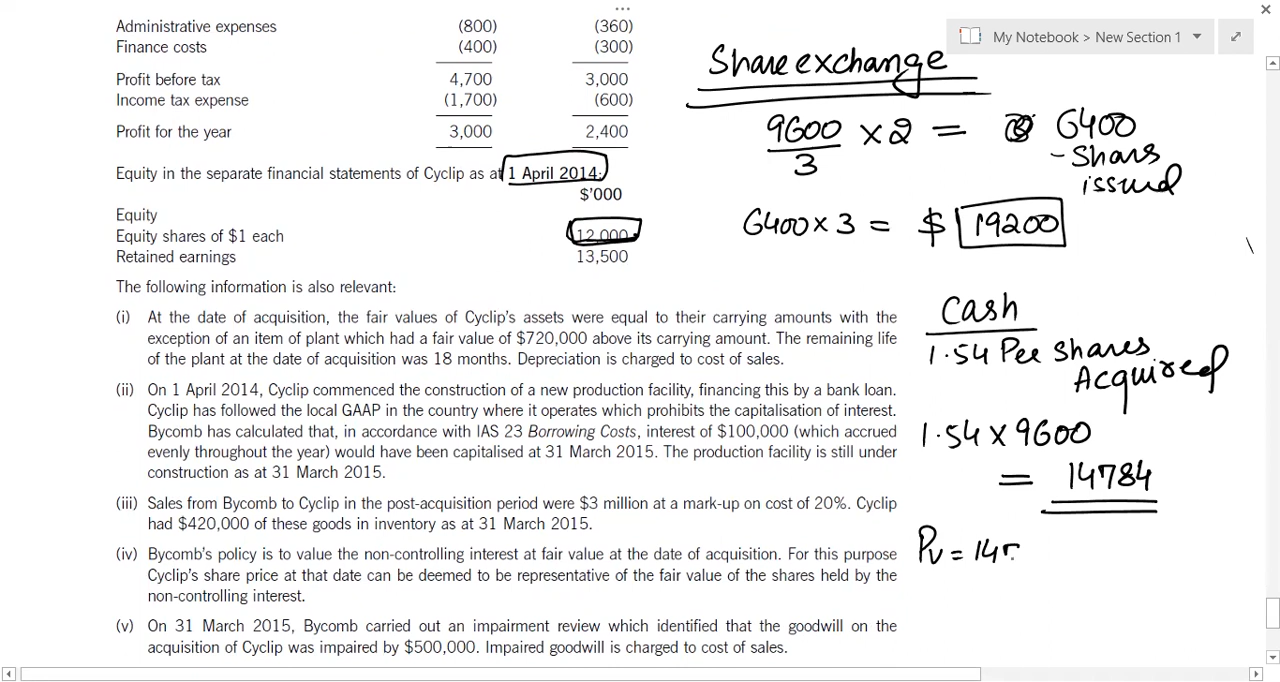 ...
Administrative expenses (800) (360)
Finance costs (400) (300)
Profit before tax 4,700 3,000
Income tax expense (1,700) (600)
Profit for the year 3,000 2,400
Equity in the separate financial statements of Cyclip as at 1 April 2014:
$'000
Equity
Equity shares of $1 each 12,000
Retained earnings 13,500
The following information is also relevant:
(i) At the date of acquisition, the fair values of Cyclip's assets were equal to their carrying amounts with the
exception of an item of plant which had a fair value of $720,000 above its carrying amount. The remaining life
of the plant at the date of acquisition was 18 months. Depreciation is charged to cost of sales.
(ii) On 1 April 2014, Cyclip commenced the construction of a new production facility, financing this by a bank loan.
Cyclip has followed the local GAAP in the country where it operates which prohibits the capitalisation of interest.
Bycomb has calculated that, in accordance with IAS 23 Borrowing Costs, interest of $100,000 (which accrued
evenly throughout the year) would have been capitalised at 31 March 2015. The production facility is still under
construction as at 31 March 2015.
(iii) Sales from Bycomb to Cyclip in the post-acquisition period were $3 million at a mark-up on cost of 20%. Cyclip
had $420,000 of these goods in inventory as at 31 March 2015.
(iv) Bycomb's policy is to value the non-controlling interest at fair value at the date of acquisition. For this purpose
Cyclip's share price at that date can be deemed to be representative of the fair value of the shares held by the
non-controlling interest.
(v) On 31 March 2015, Bycomb carried out an impairment review which identified that the goodwill on the
acquisition of Cyclip was impaired by $500,000. Impaired goodwill is charged to cost of sales.
My Notebook > New Section 1
Share exchange
9600
3
× 2 = 6400
- Shars
issued
6400 × 3 = $ 19200
Cash
1.54 Pee shares
Acquired
1.54 × 9600
= 14784
Pv = 14